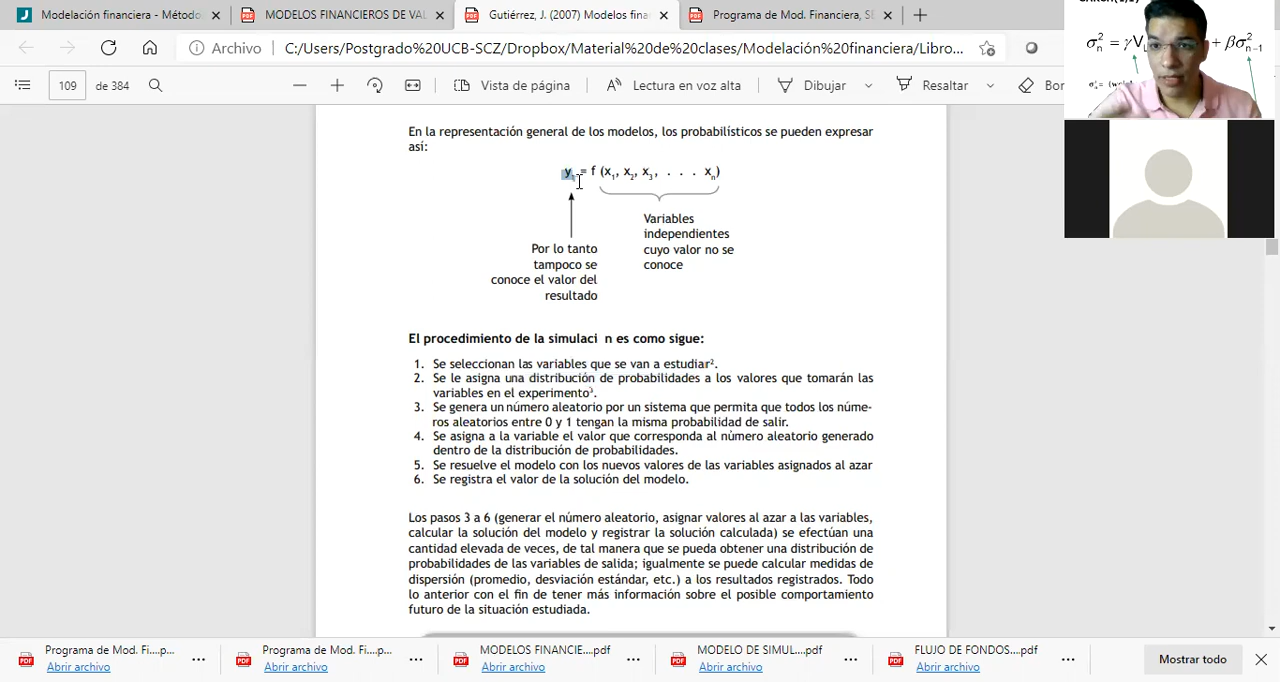 Modelación financiera - Método
MODELOS FINANCIEROS DE VAL
Gutiérrez, J. (2007) Modelos finan
Programa de Mod. Financiera, SE
Archivo
C:/Users/Postgrado%20UCB-SCZ/Dropbox/Material%20de%20clases/Modelación%20financiera/Libro...
109 de 384
Vista de página
Lectura en voz alta
Dibujar
Resaltar
Bor
σ²n = γV
+ βσ²n-1
En la representación general de los modelos, los probabilísticos se pueden expresar
así:
y = f (x1, x2, x3, . . . xn)
Variables
independientes
cuyo valor no se
conoce
Por lo tanto
tampoco se
conoce el valor del
resultado
El procedimiento de la simulaci n es como sigue:
1. Se seleccionan las variables que se van a estudiar².
2. Se le asigna una distribución de probabilidades a los valores que tomarán las
variables en el experimento³.
3. Se genera un número aleatorio por un sistema que permita que todos los núme-
ros aleatorios entre 0 y 1 tengan la misma probabilidad de salir.
4. Se asigna a la variable el valor que corresponda al número aleatorio generado
dentro de la distribución de probabilidades.
5. Se resuelve el modelo con los nuevos valores de las variables asignados al azar
6. Se registra el valor de la solución del modelo.
Los pasos 3 a 6 (generar el número aleatorio, asignar valores al azar a las variables,
calcular la solución del modelo y registrar la solución calculada) se efectúan una
cantidad elevada de veces, de tal manera que se pueda obtener una distribución de
probabilidades de las variables de salida; igualmente se puede calcular medidas de
dispersión (promedio, desviación estándar, etc.) a los resultados registrados. Todo
lo anterior con el fin de tener más información sobre el posible comportamiento
futuro de la situación estudiada.
Programa de Mod. Fi....p...
Abrir archivo
Programa de Mod. Fi....p...
Abrir archivo
MODELOS FINANCIE....pdf
Abrir archivo
MODELO DE SIMUL....pdf
Abrir archivo
FLUJO DE FONDOS....pdf
Abrir archivo
Mostrar todo